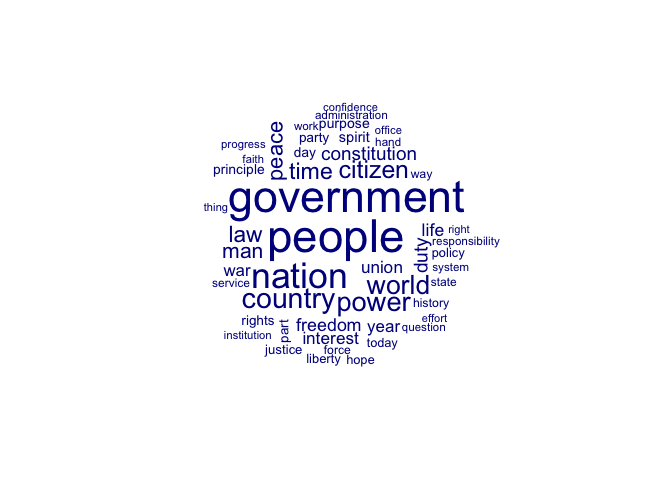 confidence
administration
work purpose
office
party spirit hand
peace
progress
day constitution
faith
principle time citizen way
thing government
law people life right
man duty responsibility
policy
war nation union system
service world state
country power history
rights part freedom year effort
question
institution interest
justice force today
liberty hope